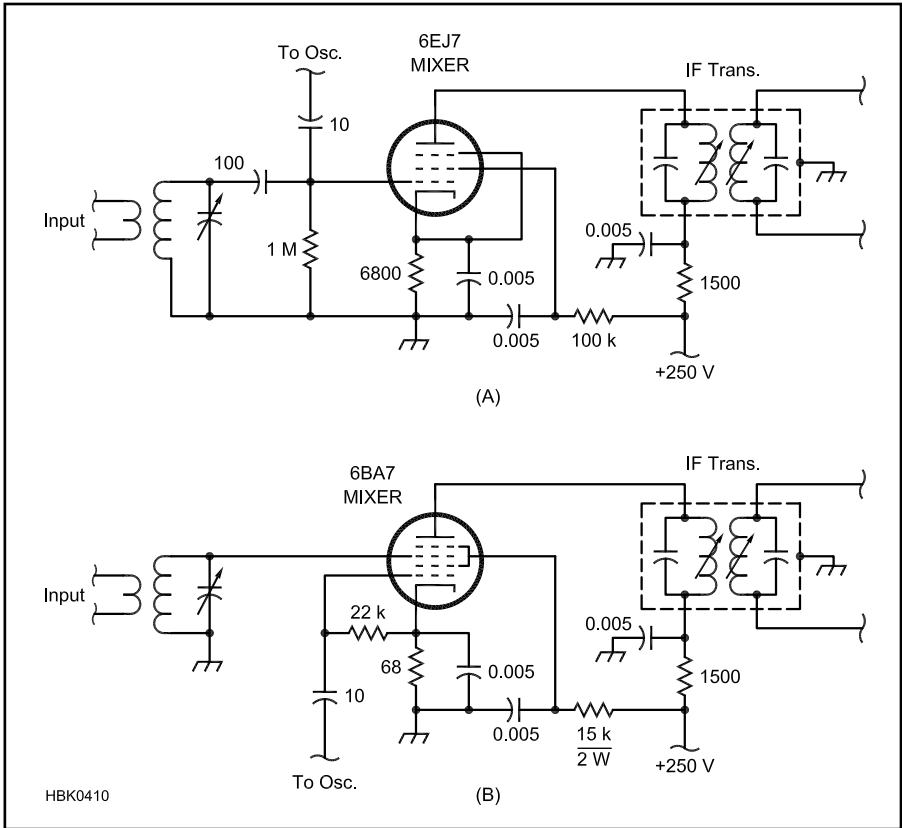 To Osc.
6EJ7
MIXER
IF Trans.
10
100
Input
1 M
6800
0.005
0.005
0.005
1500
100 k
+250 V
(A)
6BA7
MIXER
IF Trans.
Input
22 k
68
0.005
0.005
0.005
1500
10
15 k
2 W
To Osc.
+250 V
(B)
HBK0410